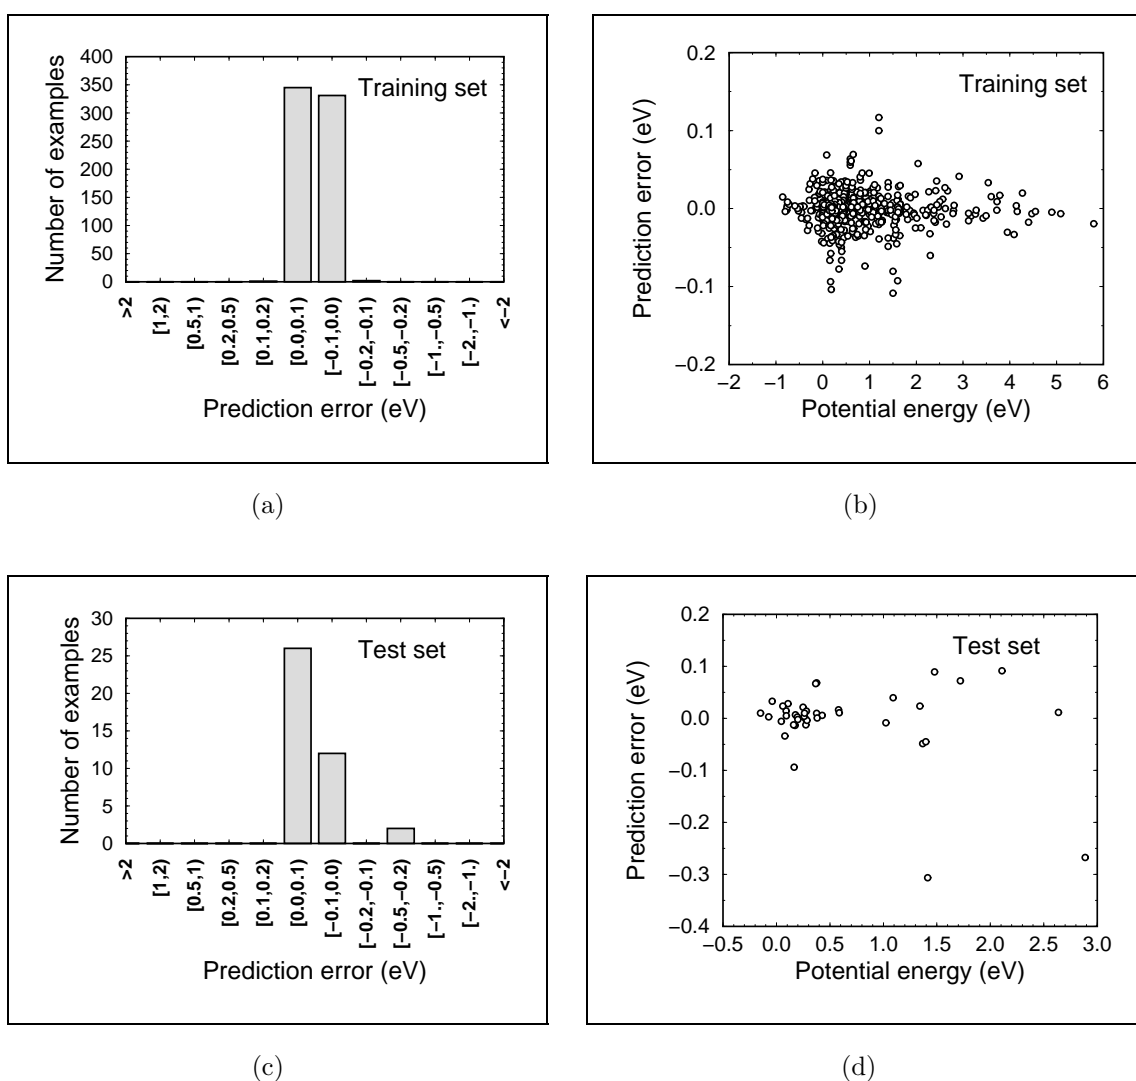 400
350
300
250
200
150
100
50
0
Number of examples
Training set
>2
[1,2)
[0.5,1)
[0.2,0.5)
[0.1,0.2)
[0.0,0.1)
[−0.1,0.0)
[−0.2,−0.1)
[−0.5,−0.2)
[−1.,−0.5)
[−2.,−1.)
<−2
Prediction error (eV)
(a)
0.2
0.1
0.0
−0.1
−0.2
Prediction error (eV)
Training set
−2 −1 0 1 2 3 4 5 6
Potential energy (eV)
(b)
30
25
20
15
10
5
0
Number of examples
Test set
>2
[1,2)
[0.5,1)
[0.2,0.5)
[0.1,0.2)
[0.0,0.1)
[−0.1,0.0)
[−0.2,−0.1)
[−0.5,−0.2)
[−1.,−0.5)
[−2.,−1.)
<−2
Prediction error (eV)
(c)
0.2
0.1
0.0
−0.1
−0.2
−0.3
−0.4
Prediction error (eV)
Test set
−0.5 0.0 0.5 1.0 1.5 2.0 2.5 3.0
Potential energy (eV)
(d)